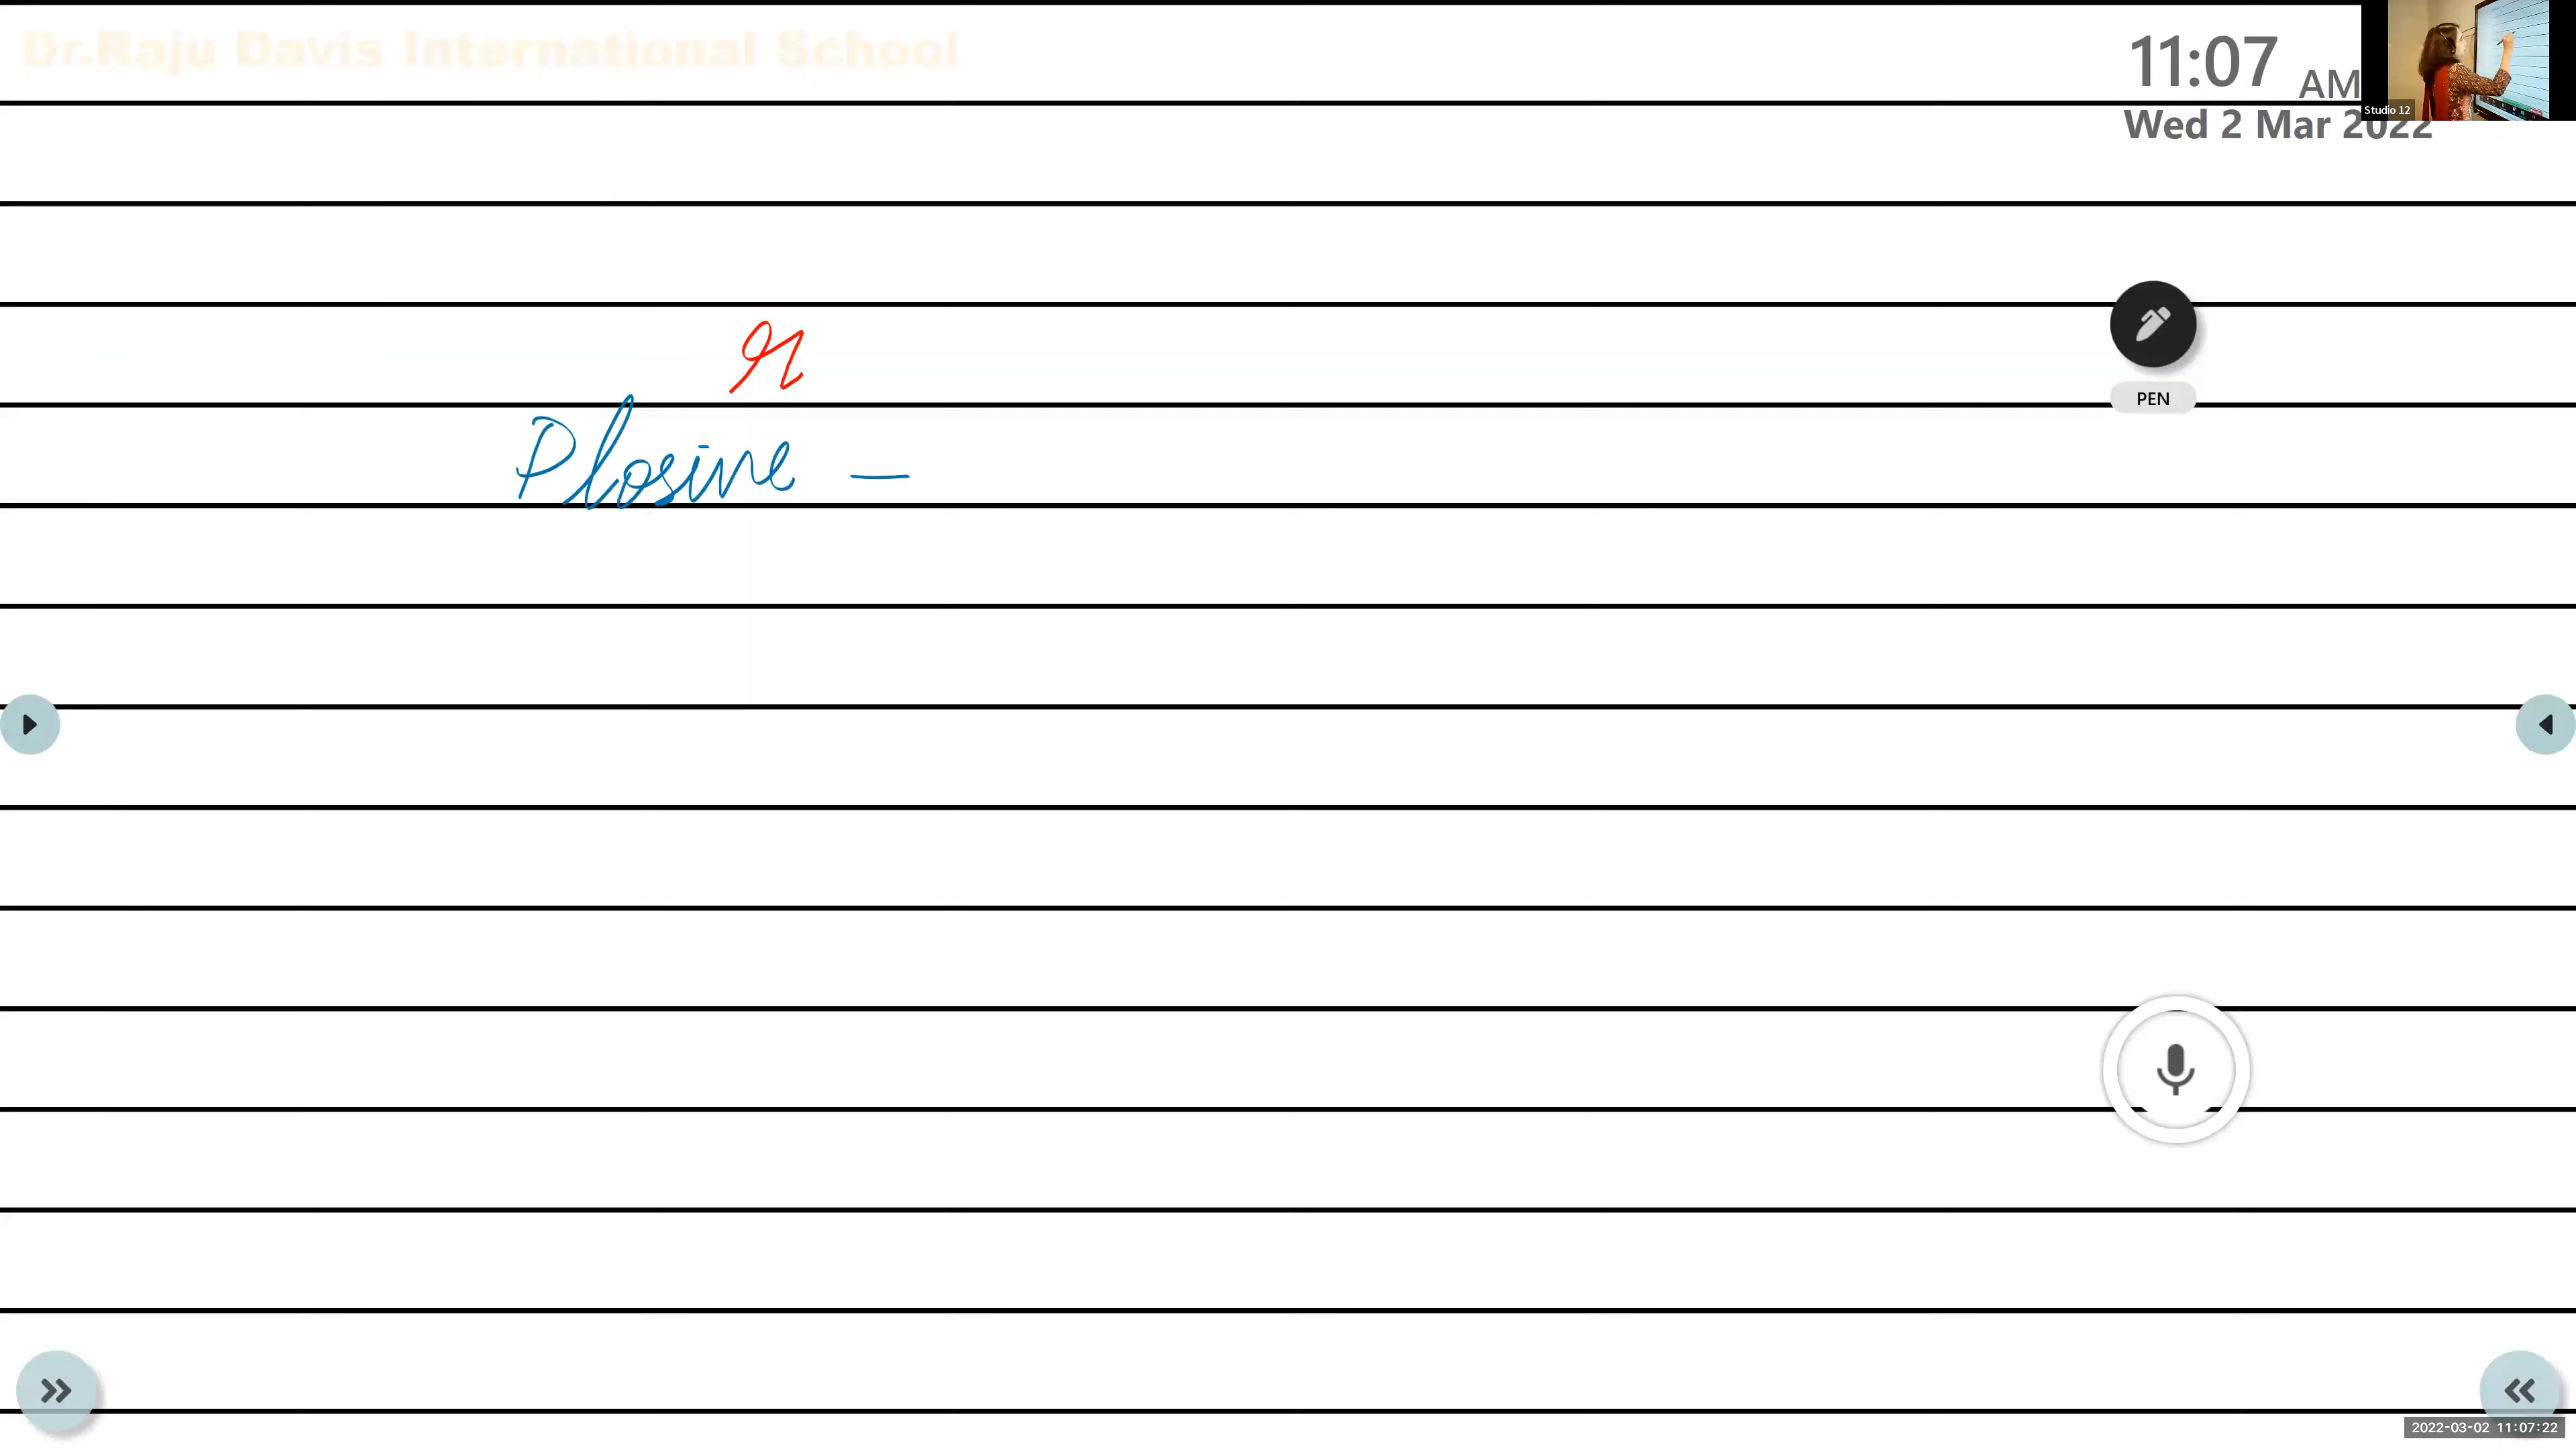 Dr.Raju Davis International School
11:07 AM
Studio 12
Wed 2 Mar 2022
PEN
Plosive —
2022-03-02 11:07:22